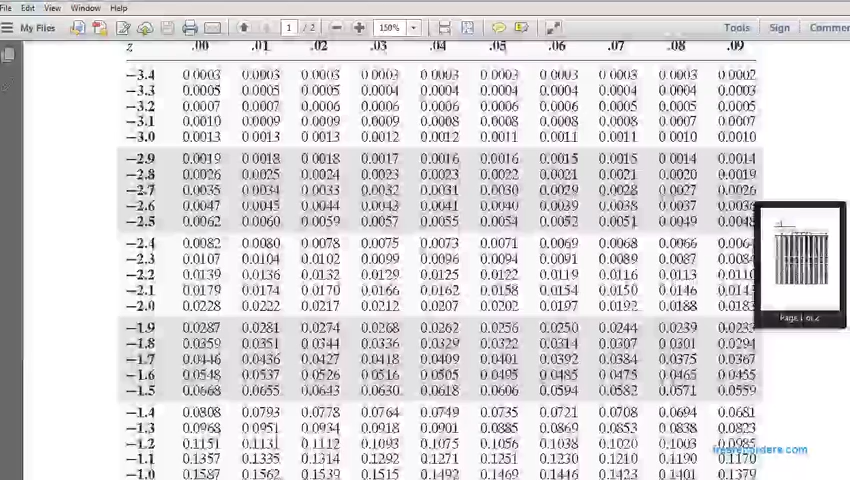 File Edit View Window Help
My Files 1 / 2 150% Tools Sign Comment
z .00 .01 .02 .03 .04 .05 .06 .07 .08 .09
−3.4 0.0003 0.0003 0.0003 0.0003 0.0003 0.0003 0.0003 0.0003 0.0003 0.0002
−3.3 0.0005 0.0005 0.0005 0.0004 0.0004 0.0004 0.0004 0.0004 0.0004 0.0003
−3.2 0.0007 0.0007 0.0006 0.0006 0.0006 0.0006 0.0006 0.0005 0.0005 0.0005
−3.1 0.0010 0.0009 0.0009 0.0009 0.0008 0.0008 0.0008 0.0008 0.0007 0.0007
−3.0 0.0013 0.0013 0.0013 0.0012 0.0012 0.0011 0.0011 0.0011 0.0010 0.0010
−2.9 0.0019 0.0018 0.0018 0.0017 0.0016 0.0016 0.0015 0.0015 0.0014 0.0014
−2.8 0.0026 0.0025 0.0024 0.0023 0.0023 0.0022 0.0021 0.0021 0.0020 0.0019
−2.7 0.0035 0.0034 0.0033 0.0032 0.0031 0.0030 0.0029 0.0028 0.0027 0.0026
−2.6 0.0047 0.0045 0.0044 0.0043 0.0041 0.0040 0.0039 0.0038 0.0037 0.0036
−2.5 0.0062 0.0060 0.0059 0.0057 0.0055 0.0054 0.0052 0.0051 0.0049 0.0048
−2.4 0.0082 0.0080 0.0078 0.0075 0.0073 0.0071 0.0069 0.0068 0.0066 0.0064
−2.3 0.0107 0.0104 0.0102 0.0099 0.0096 0.0094 0.0091 0.0089 0.0087 0.0084
−2.2 0.0139 0.0136 0.0132 0.0129 0.0125 0.0122 0.0119 0.0116 0.0113 0.0110
−2.1 0.0179 0.0174 0.0170 0.0166 0.0162 0.0158 0.0154 0.0150 0.0146 0.0143
−2.0 0.0228 0.0222 0.0217 0.0212 0.0207 0.0202 0.0197 0.0192 0.0188 0.0183
Page 1 of 2
−1.9 0.0287 0.0281 0.0274 0.0268 0.0262 0.0256 0.0250 0.0244 0.0239 0.0233
−1.8 0.0359 0.0351 0.0344 0.0336 0.0329 0.0322 0.0314 0.0307 0.0301 0.0294
−1.7 0.0446 0.0436 0.0427 0.0418 0.0409 0.0401 0.0392 0.0384 0.0375 0.0367
−1.6 0.0548 0.0537 0.0526 0.0516 0.0505 0.0495 0.0485 0.0475 0.0465 0.0455
−1.5 0.0668 0.0655 0.0643 0.0630 0.0618 0.0606 0.0594 0.0582 0.0571 0.0559
−1.4 0.0808 0.0793 0.0778 0.0764 0.0749 0.0735 0.0721 0.0708 0.0694 0.0681
−1.3 0.0968 0.0951 0.0934 0.0918 0.0901 0.0885 0.0869 0.0853 0.0838 0.0823
−1.2 0.1151 0.1131 0.1112 0.1093 0.1075 0.1056 0.1038 0.1020 0.1003 0.0985
−1.1 0.1357 0.1335 0.1314 0.1292 0.1271 0.1251 0.1230 0.1210 0.1190 0.1170
−1.0 0.1587 0.1562 0.1539 0.1515 0.1492 0.1469 0.1446 0.1423 0.1401 0.1379